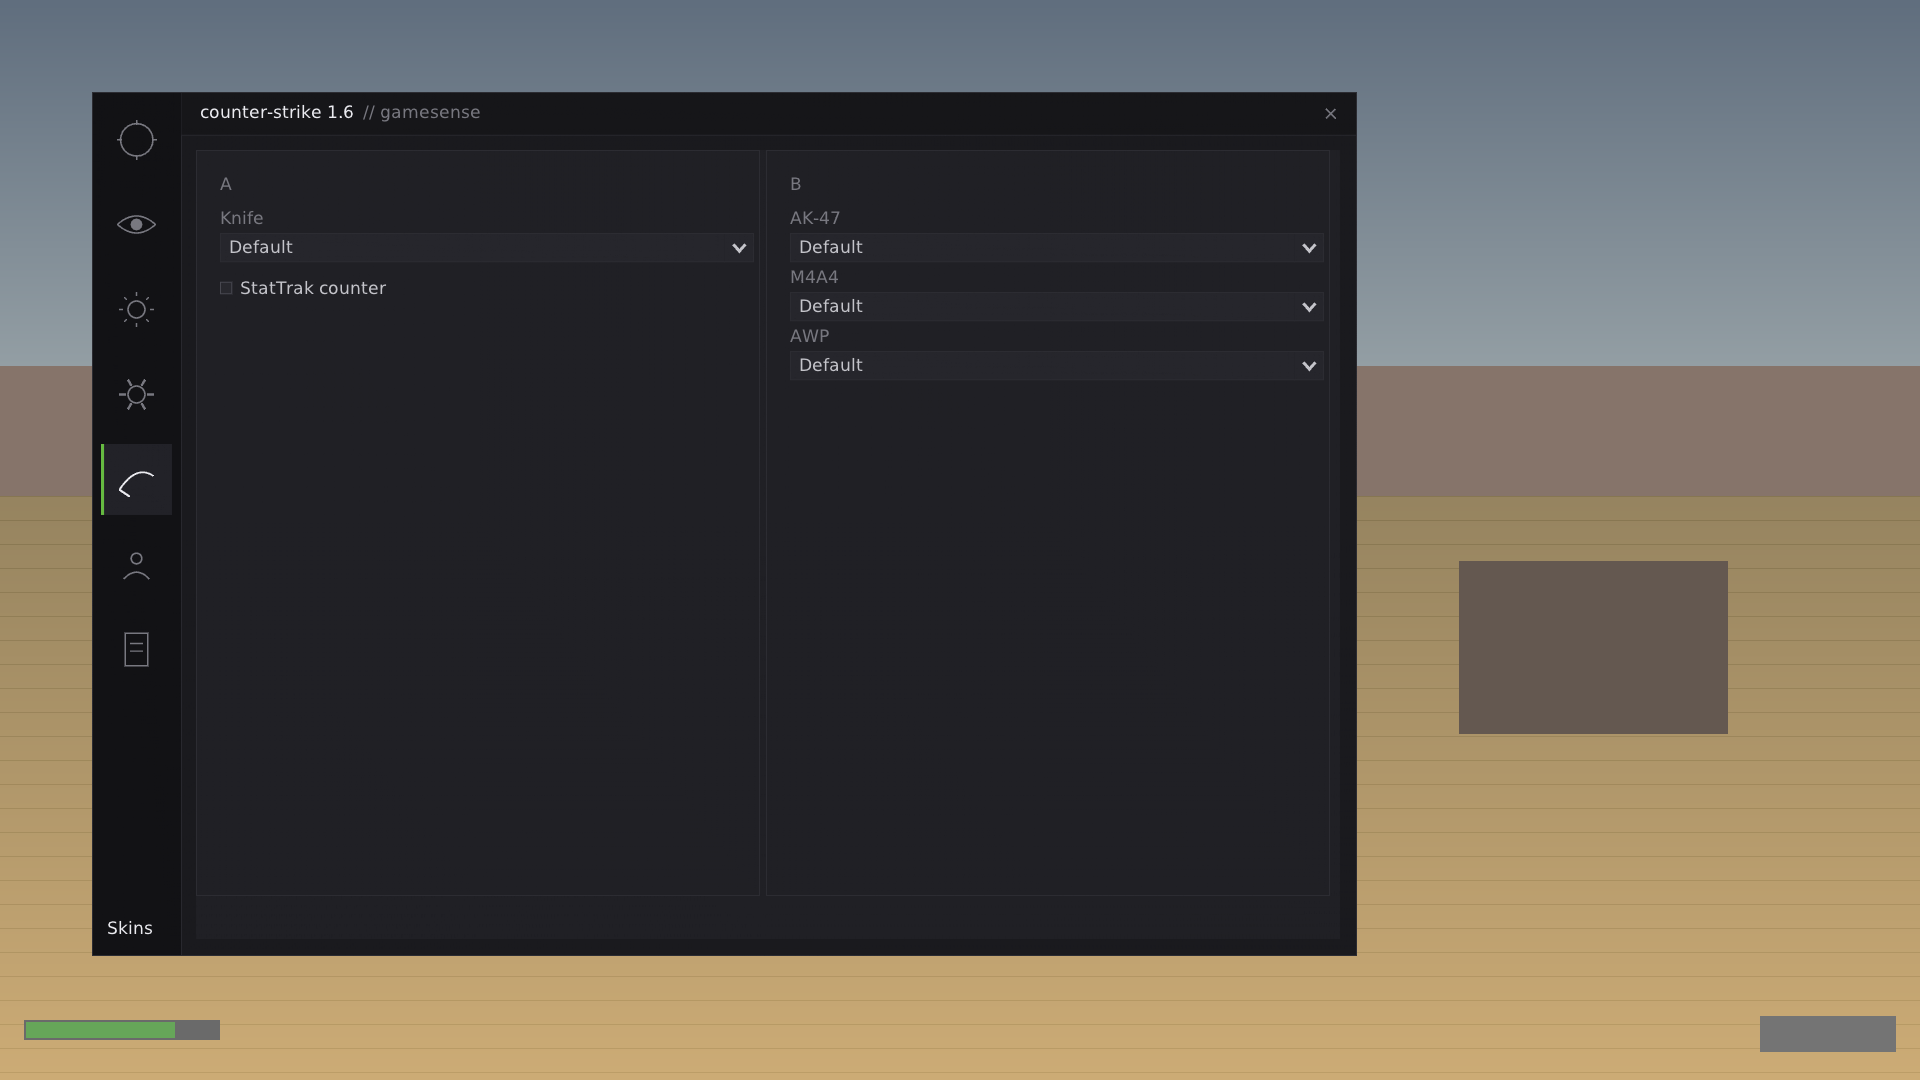 counter-strike 1.6 // gamesense
×
A
Knife
Default
StatTrak counter
B
AK-47
Default
M4A4
Default
AWP
Default
Skins